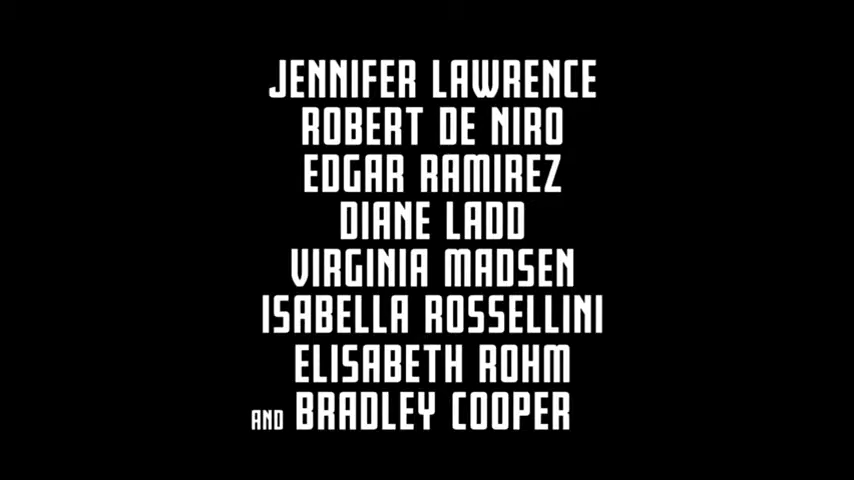 JENNIFER LAWRENCE
ROBERT DE NIRO
EDGAR RAMIREZ
DIANE LADD
VIRGINIA MADSEN
ISABELLA ROSSELLINI
ELISABETH ROHM
AND BRADLEY COOPER